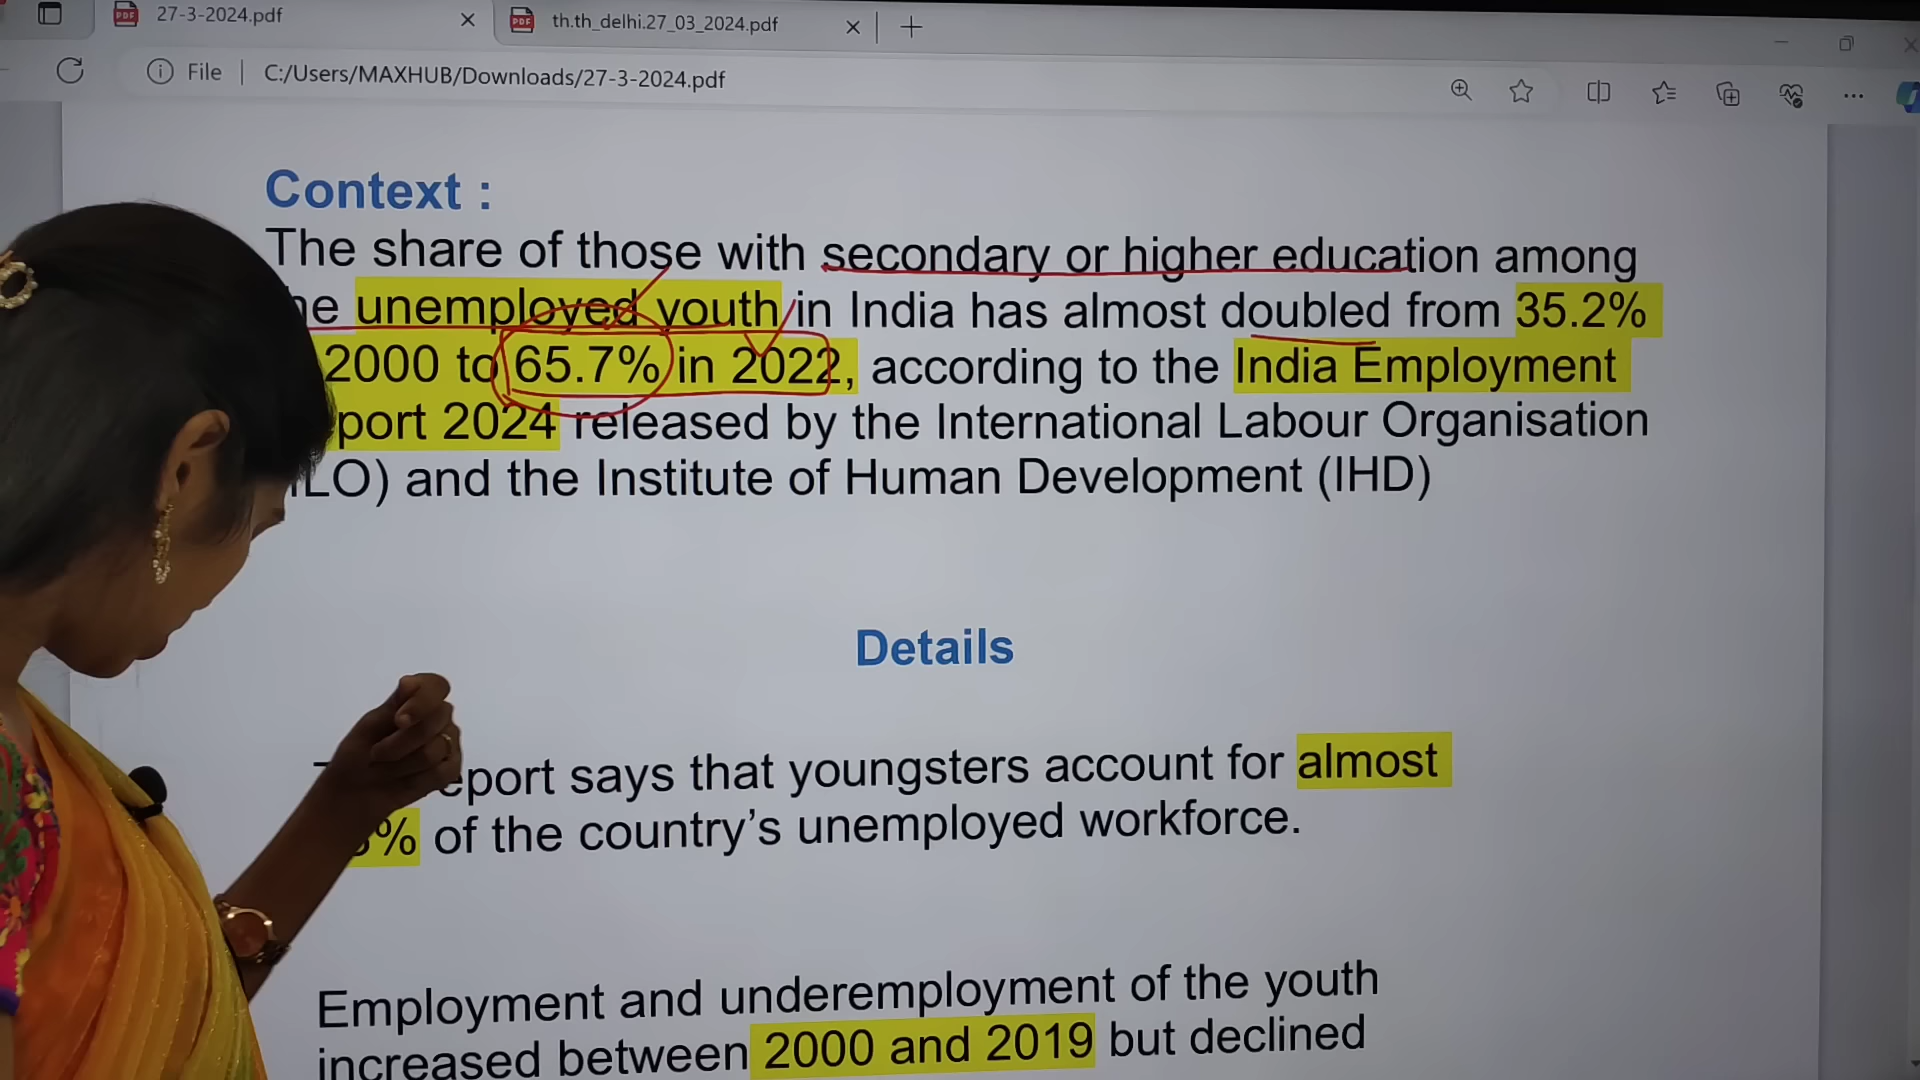 27-3-2024.pdf
th.th_delhi.27_03_2024.pdf
File
C:/Users/MAXHUB/Downloads/27-3-2024.pdf
Context :
The share of those with secondary or higher education among
unemployed youth in India has almost doubled from 35.2%
2000 to 65.7% in 2022, according to the India Employment
2024 released by the International Labour Organisation
and the Institute of Human Development (IHD)
Details
says that youngsters account for almost
% of the country's unemployed workforce.
Employment and underemployment of the youth
increased between 2000 and 2019 but declined